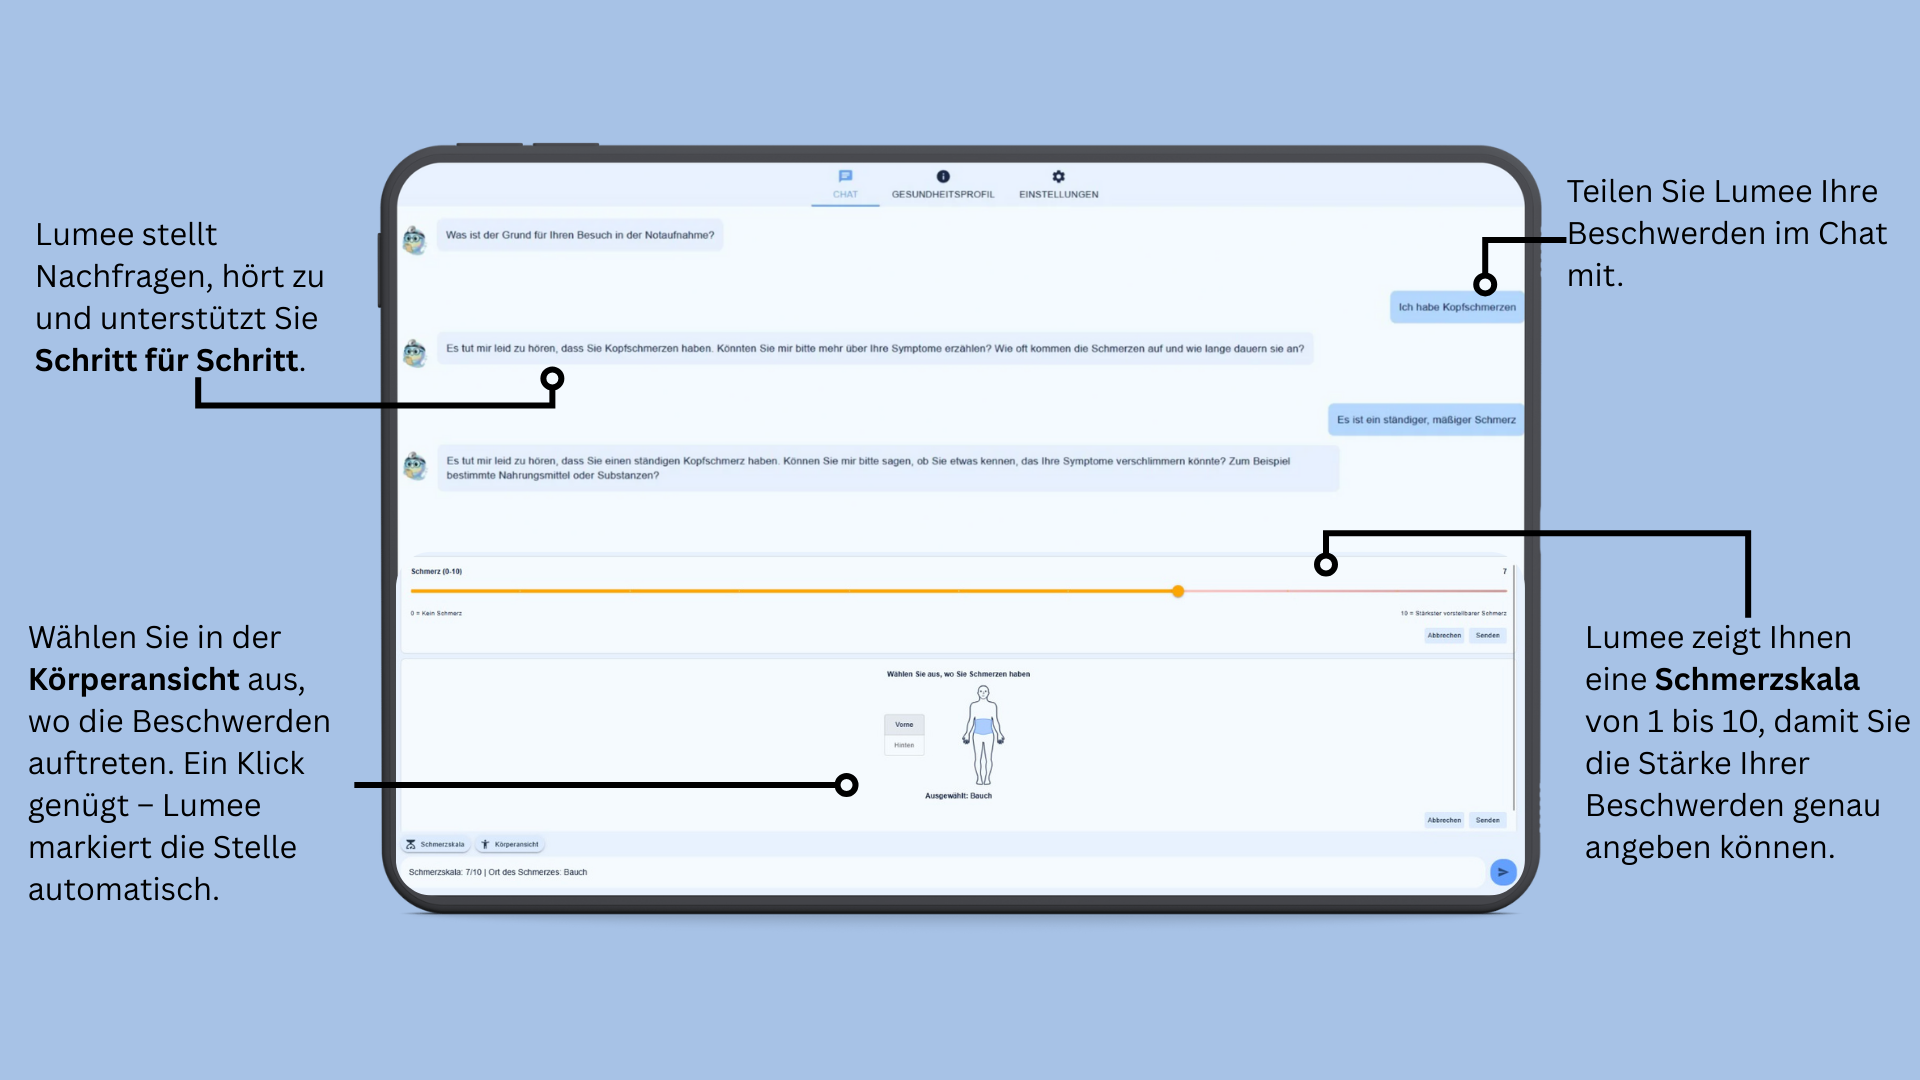 Lumee stellt
Nachfragen, hört zu
und unterstützt Sie
Schritt für Schritt.
Wählen Sie in der
Körperansicht aus,
wo die Beschwerden
auftreten. Ein Klick
genügt – Lumee
markiert die Stelle
automatisch.
CHAT
GESUNDHEITSPROFIL
EINSTELLUNGEN
Was ist der Grund für Ihren Besuch in der Notaufnahme?
Ich habe Kopfschmerzen
Es tut mir leid zu hören, dass Sie Kopfschmerzen haben. Könnten Sie mir bitte mehr über Ihre Symptome erzählen? Wie oft kommen die Schmerzen auf und wie lange dauern sie an?
Es ist ein ständiger, mäßiger Schmerz
Es tut mir leid zu hören, dass Sie einen ständigen Kopfschmerz haben. Können Sie mir bitte sagen, ob Sie etwas kennen, das Ihre Symptome verschlimmern könnte? Zum Beispiel
bestimmte Nahrungsmittel oder Substanzen?
Schmerz (0-10)
7
0 = Kein Schmerz
10 = Stärkster vorstellbarer Schmerz
Abbrechen
Senden
Wählen Sie aus, wo Sie Schmerzen haben
Vorne
Hinten
Ausgewählt: Bauch
Abbrechen
Senden
Schmerzskala
Körperansicht
Schmerzskala: 7/10 | Ort des Schmerzes: Bauch
Teilen Sie Lumee Ihre
Beschwerden im Chat
mit.
Lumee zeigt Ihnen
eine Schmerzskala
von 1 bis 10, damit Sie
die Stärke Ihrer
Beschwerden genau
angeben können.